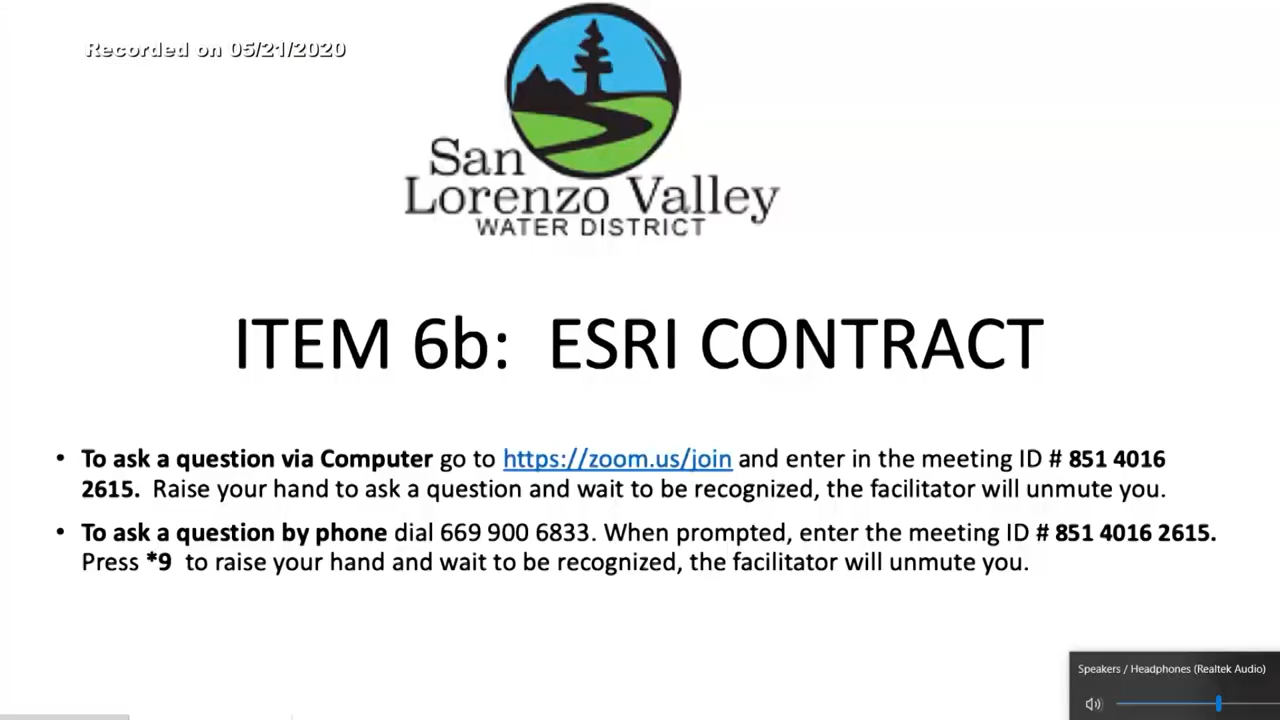 Recorded on 05/21/2020
San
Lorenzo Valley
WATER DISTRICT
ITEM 6b:  ESRI CONTRACT
• To ask a question via Computer go to https://zoom.us/join and enter in the meeting ID # 851 4016
2615.  Raise your hand to ask a question and wait to be recognized, the facilitator will unmute you.
• To ask a question by phone dial 669 900 6833. When prompted, enter the meeting ID # 851 4016 2615.
Press *9  to raise your hand and wait to be recognized, the facilitator will unmute you.
Speakers / Headphones (Realtek Audio)